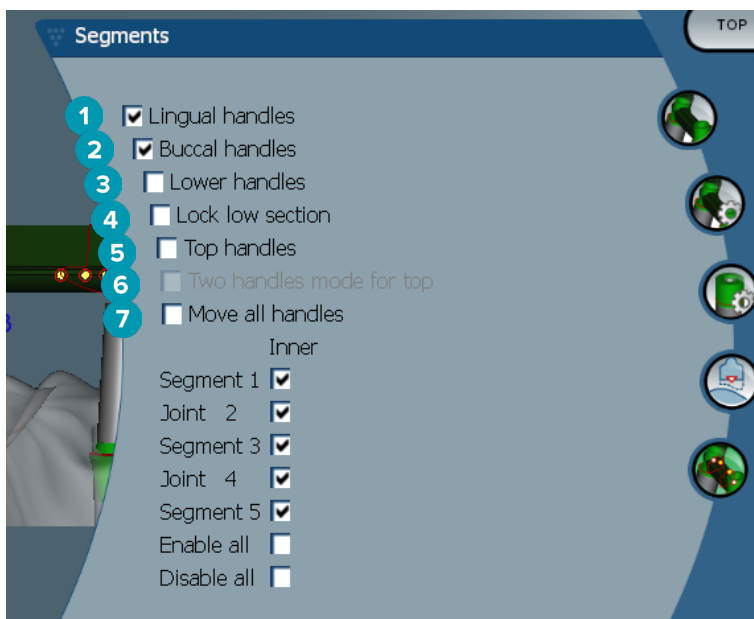 TOP
Segments
1 Lingual handles
2 Buccal handles
3 Lower handles
4 Lock low section
5 Top handles
6 Two handles mode for top
7 Move all handles
Inner
Segment 1
Joint 2
Segment 3
Joint 4
Segment 5
Enable all
Disable all